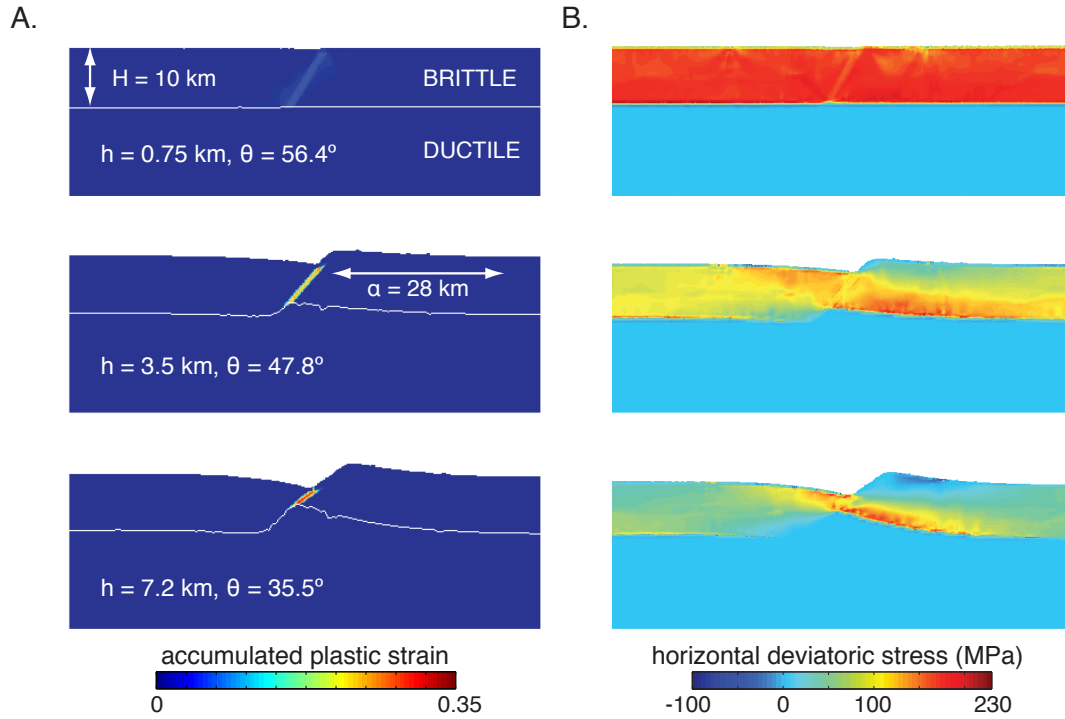 A.
B.
H = 10 km
BRITTLE
h = 0.75 km, θ = 56.4º
DUCTILE
α = 28 km
h = 3.5 km, θ = 47.8º
h = 7.2 km, θ = 35.5º
accumulated plastic strain
0 0.35
horizontal deviatoric stress (MPa)
-100 0 100 230